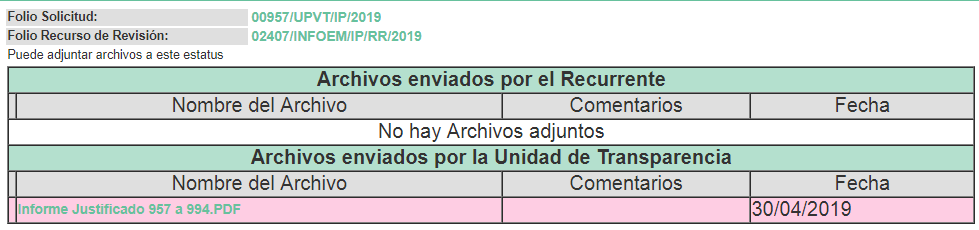 Folio Solicitud: 00957/UPVT/IP/2019
Folio Recurso de Revisión: 02407/INFOEM/IP/RR/2019
Puede adjuntar archivos a este estatus
Archivos enviados por el Recurrente
Nombre del Archivo Comentarios Fecha
No hay Archivos adjuntos
Archivos enviados por la Unidad de Transparencia
Nombre del Archivo Comentarios Fecha
Informe Justificado 957 a 994.PDF 30/04/2019